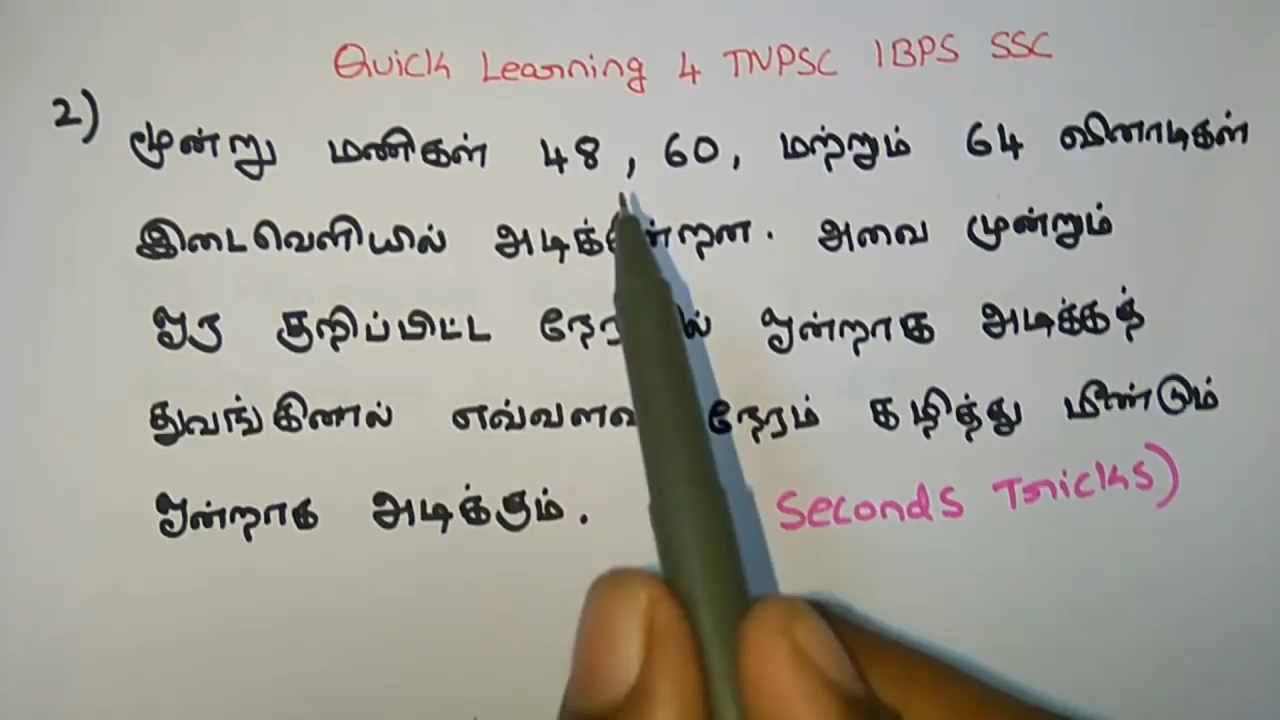 Quick Learning 4 TNPSC IBPS SSC
2) மூன்று மணிகள் 48, 60, மற்றும் 64 வினாடிகள்
இடைவெளியில் அவை மூன்றும்
ஒரு குறிப்பிட்ட ஒன்றாக அடிக்கத்
துவங்கினால் நேரம் கழித்து மீண்டும்
ஒன்றாக அடிக்கும். Seconds Tricks)